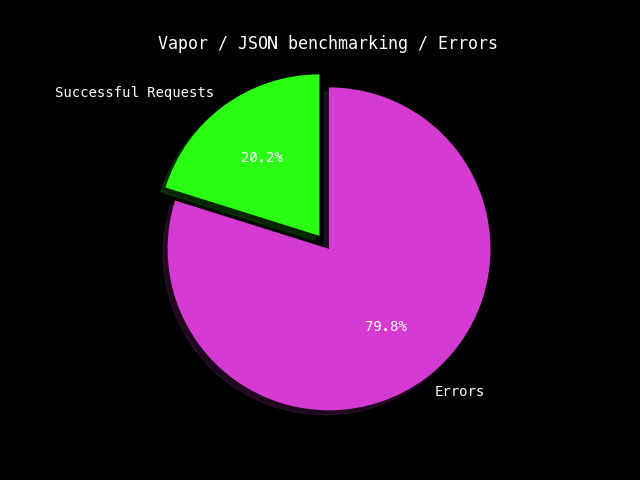 Vapor / JSON benchmarking / Errors
Successful Requests
20.2%
79.8%
Errors